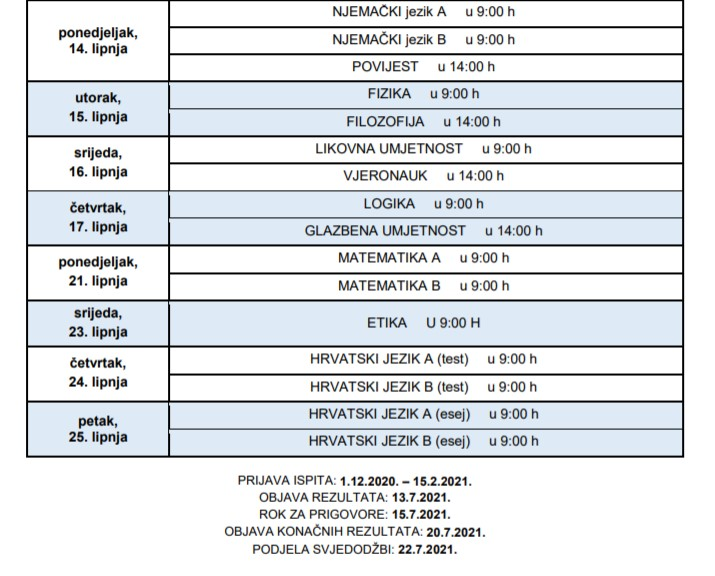 ponedjeljak,
14. lipnja
NJEMAČKI jezik A u 9:00 h
NJEMAČKI jezik B u 9:00 h
POVIJEST u 14:00 h
utorak,
15. lipnja
FIZIKA u 9:00 h
FILOZOFIJA u 14:00 h
srijeda,
16. lipnja
LIKOVNA UMJETNOST u 9:00 h
VJERONAUK u 14:00 h
četvrtak,
17. lipnja
LOGIKA u 9:00 h
GLAZBENA UMJETNOST u 14:00 h
ponedjeljak,
21. lipnja
MATEMATIKA A u 9:00 h
MATEMATIKA B u 9:00 h
srijeda,
23. lipnja
ETIKA U 9:00 H
četvrtak,
24. lipnja
HRVATSKI JEZIK A (test) u 9:00 h
HRVATSKI JEZIK B (test) u 9:00 h
petak,
25. lipnja
HRVATSKI JEZIK A (esej) u 9:00 h
HRVATSKI JEZIK B (esej) u 9:00 h
PRIJAVA ISPITA: 1.12.2020. – 15.2.2021.
OBJAVA REZULTATA: 13.7.2021.
ROK ZA PRIGOVORE: 15.7.2021.
OBJAVA KONAČNIH REZULTATA: 20.7.2021.
PODJELA SVJEDODŽBI: 22.7.2021.